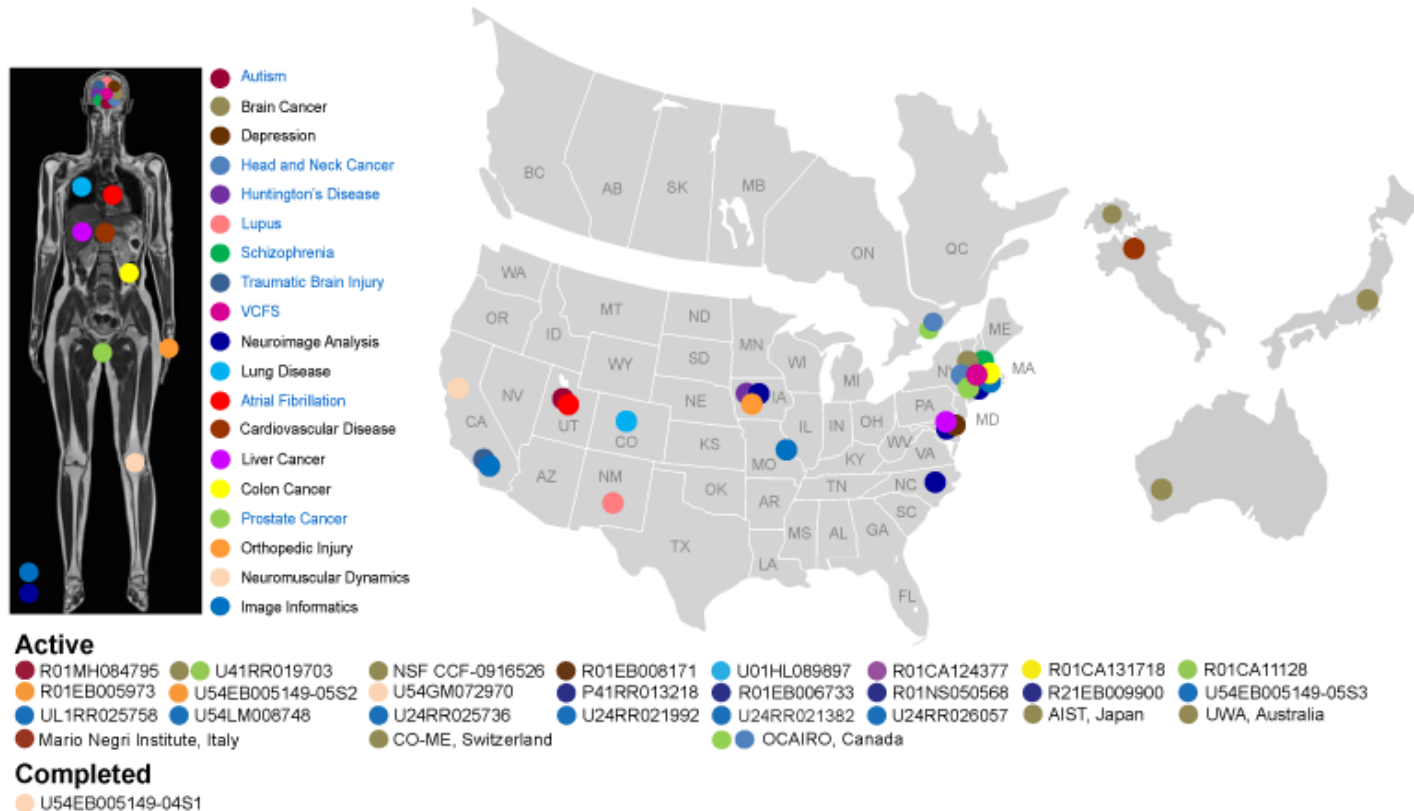 Autism
Brain Cancer
Depression
Head and Neck Cancer
Huntington's Disease
Lupus
Schizophrenia
Traumatic Brain Injury
VCFS
Neuroimage Analysis
Lung Disease
Atrial Fibrillation
Cardiovascular Disease
Liver Cancer
Colon Cancer
Prostate Cancer
Orthopedic Injury
Neuromuscular Dynamics
Image Informatics
BC
AB
SK
MB
ON
QC
WA
OR
ID
MT
ND
MN
WI
MI
NY
ME
MA
SD
WY
NV
CA
UT
CO
NE
IA
IL
IN
OH
PA
MD
WV
VA
KY
MO
KS
AZ
NM
OK
AR
TN
NC
SC
MS
AL
GA
TX
LA
FL
Active
R01MH084795 U41RR019703 NSF CCF-0916526 R01EB008171 U01HL089897 R01CA124377 R01CA131718 R01CA11128
R01EB005973 U54EB005149-05S2 U54GM072970 P41RR013218 R01EB006733 R01NS050568 R21EB009900 U54EB005149-05S3
UL1RR025758 U54LM008748 U24RR025736 U24RR021992 U24RR021382 U24RR026057 AIST, Japan UWA, Australia
Mario Negri Institute, Italy CO-ME, Switzerland OCAIRO, Canada
Completed
U54EB005149-04S1